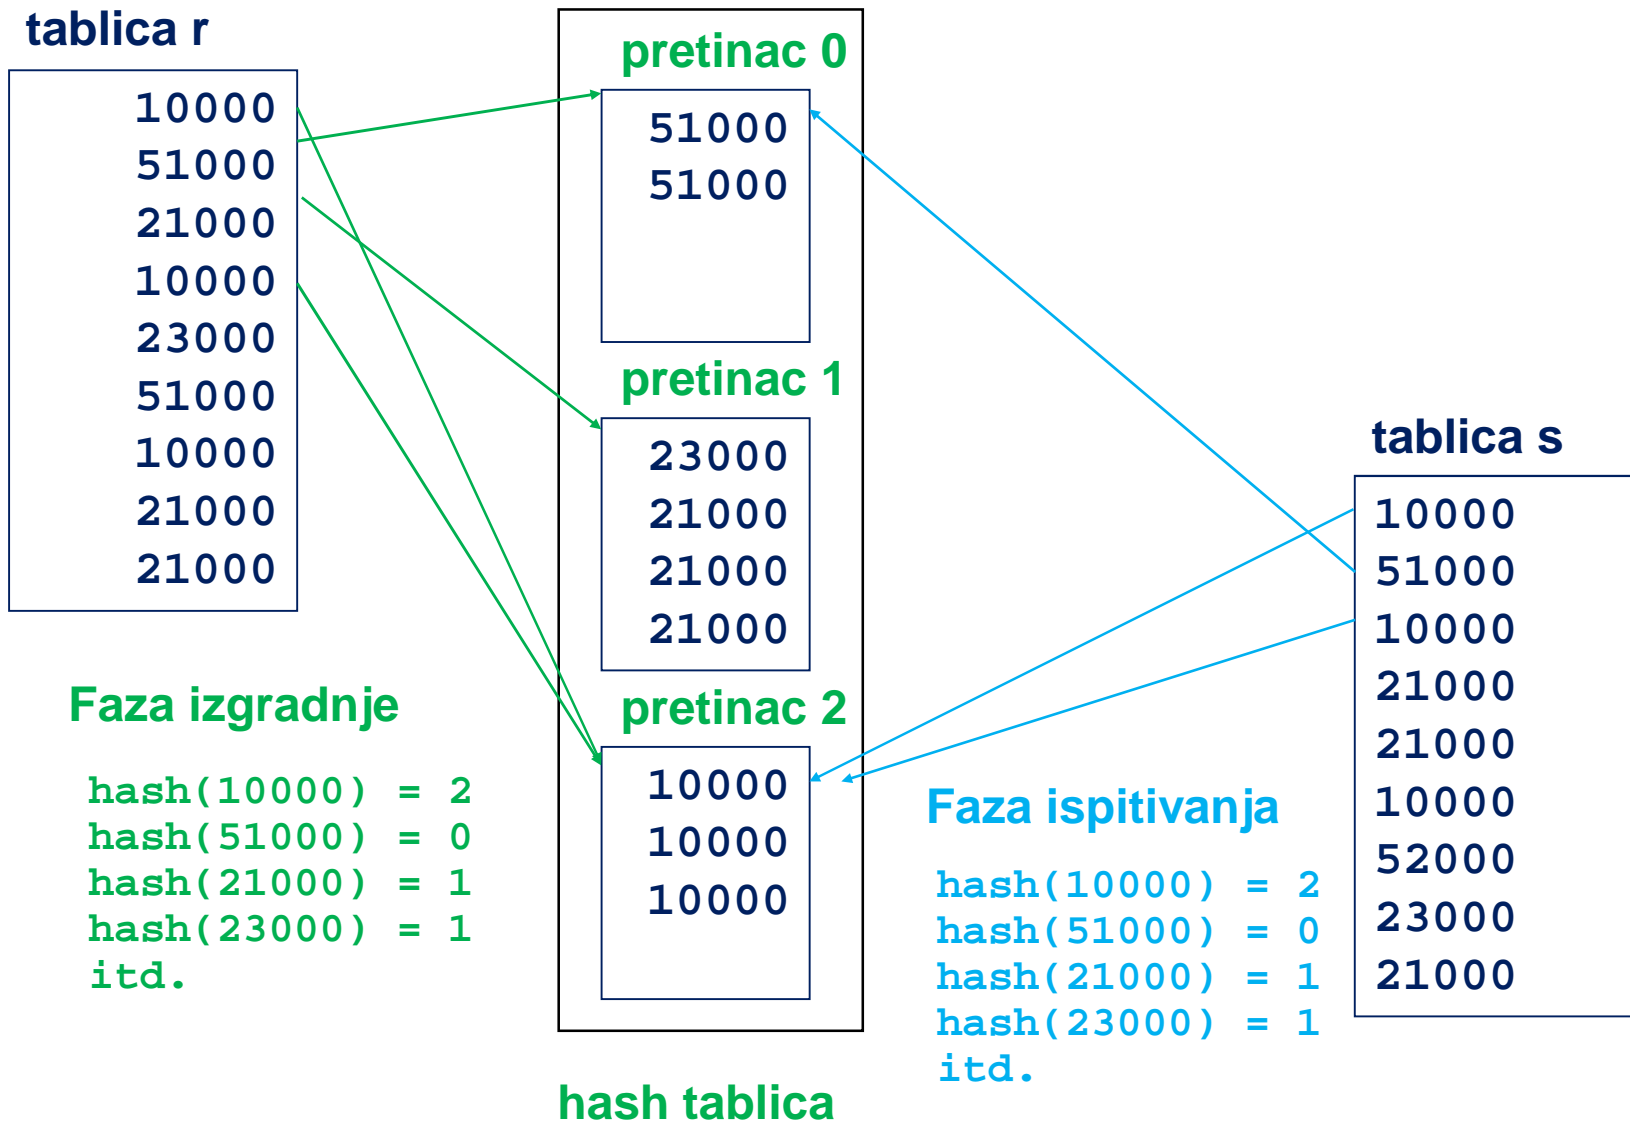 tablica r
10000
51000
21000
10000
23000
51000
10000
21000
21000
Faza izgradnje
hash(10000) = 2
hash(51000) = 0
hash(21000) = 1
hash(23000) = 1
itd.
pretinac 0
51000
51000
pretinac 1
23000
21000
21000
21000
pretinac 2
10000
10000
10000
hash tablica
Faza ispitivanja
hash(10000) = 2
hash(51000) = 0
hash(21000) = 1
hash(23000) = 1
itd.
tablica s
10000
51000
10000
21000
21000
10000
52000
23000
21000